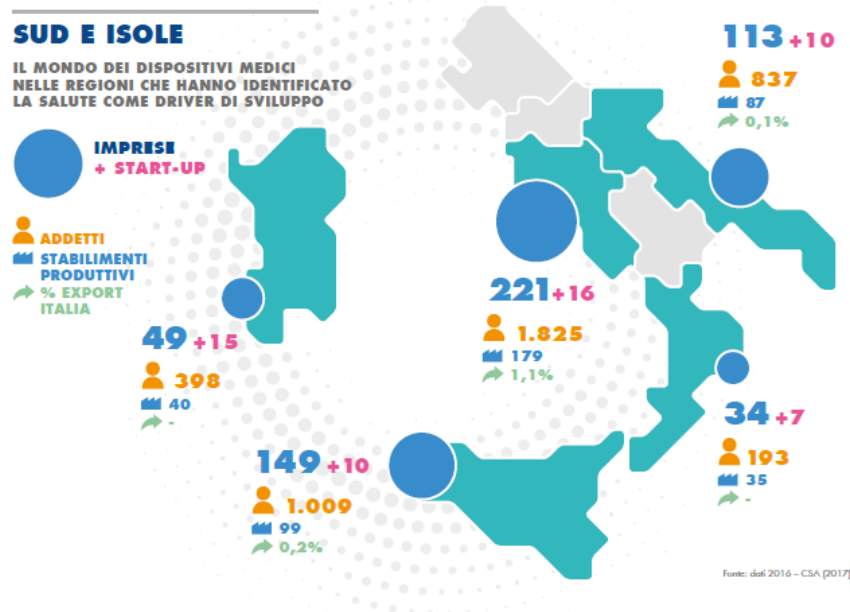 SUD E ISOLE
IL MONDO DEI DISPOSITIVI MEDICI
NELLE REGIONI CHE HANNO IDENTIFICATO
LA SALUTE COME DRIVER DI SVILUPPO
IMPRESE
+ START-UP
ADDETTI
STABILIMENTI
PRODUTTIVI
% EXPORT
ITALIA
113 +10
837
87
0,1%
221 +16
1.825
179
1,1%
49 +15
398
40
-
34 +7
193
35
-
149 +10
1.009
99
0,2%
Fonte: dati 2016 – CSA (2017)